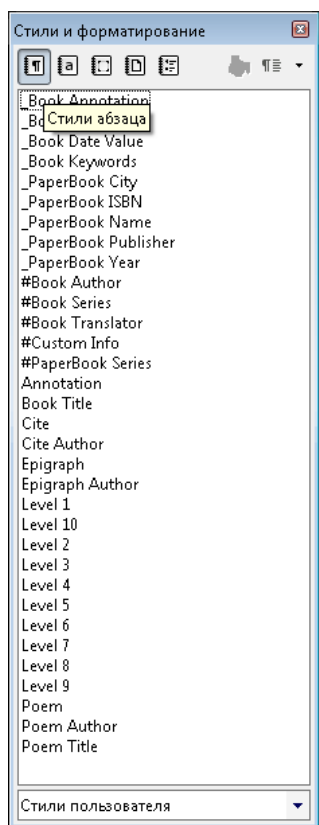 Стили и форматирование
_Book Annotation
_Bo
Стили абзаца
_Book Date Value
_Book Keywords
_PaperBook City
_PaperBook ISBN
_PaperBook Name
_PaperBook Publisher
_PaperBook Year
#Book Author
#Book Series
#Book Translator
#Custom Info
#PaperBook Series
Annotation
Book Title
Cite
Cite Author
Epigraph
Epigraph Author
Level 1
Level 10
Level 2
Level 3
Level 4
Level 5
Level 6
Level 7
Level 8
Level 9
Poem
Poem Author
Poem Title
Стили пользователя